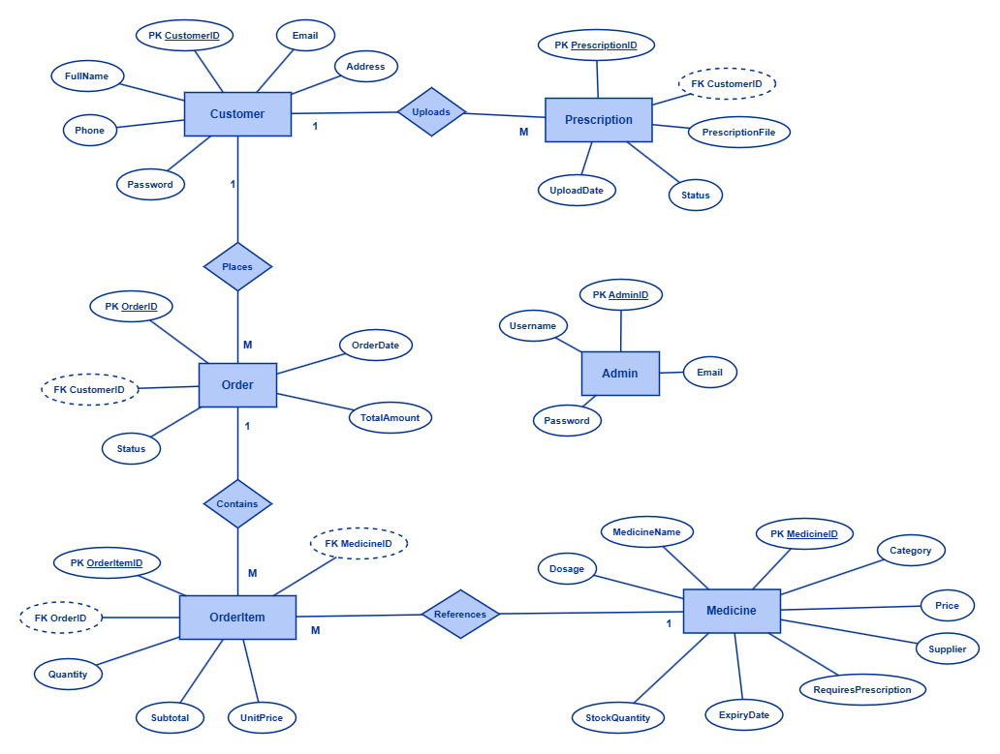 PK CustomerID
Email
FullName
Address
Customer
Phone
Password
1
Uploads
M
1
PK PrescriptionID
FK CustomerID
Prescription
PrescriptionFile
UploadDate
Status
Places
M
PK OrderID
OrderDate
FK CustomerID
Order
TotalAmount
Status
1
PK AdminID
Username
Admin
Email
Password
Contains
M
FK MedicineID
PK OrderItemID
FK OrderID
OrderItem
Quantity
Subtotal
UnitPrice
M
References
1
MedicineName
PK MedicineID
Category
Dosage
Medicine
Price
Supplier
RequiresPrescription
StockQuantity
ExpiryDate